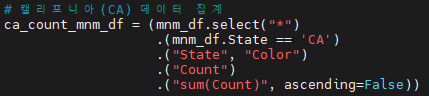 # 캘리포니아(CA) 데이터 집계
ca_count_mnm_df = (mnm_df.select("*")
.(mnm_df.State == 'CA')
.("State", "Color")
.("Count")
.("sum(Count)", ascending=False))